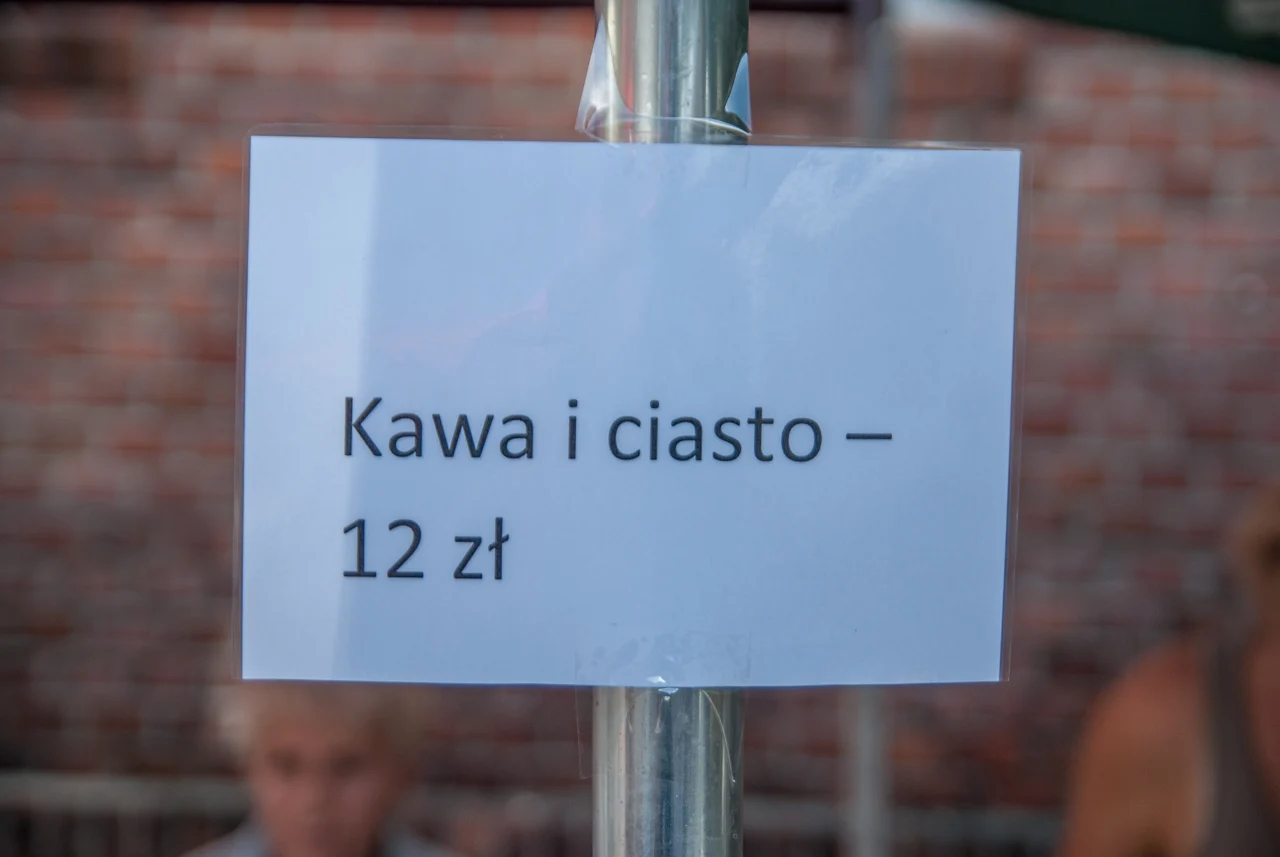 Kawa i ciasto –
12 zł